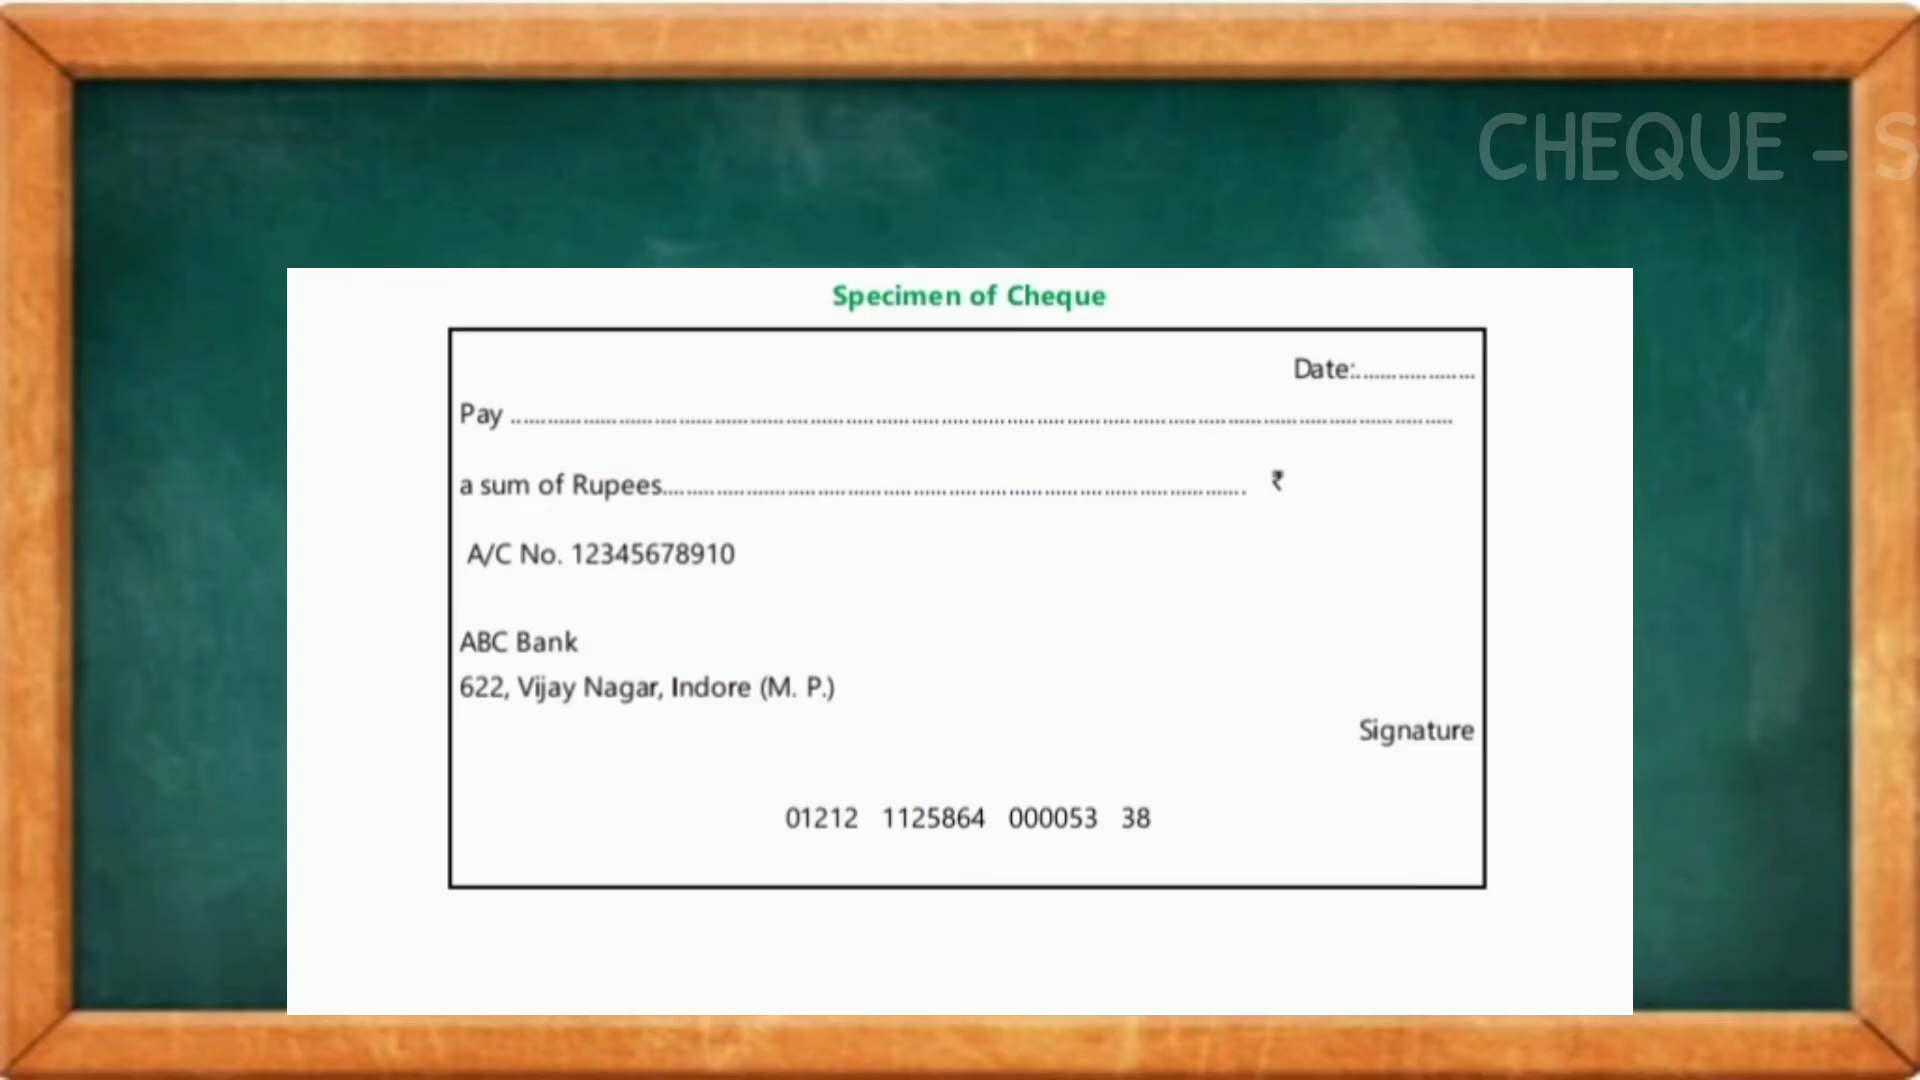 CHEQUE - S
Specimen of Cheque
Date:....................
Pay ..............................................................................................................................................................
a sum of Rupees.................................................................................................. ₹
A/C No. 12345678910
ABC Bank
622, Vijay Nagar, Indore (M. P.)
Signature
01212 1125864 000053 38